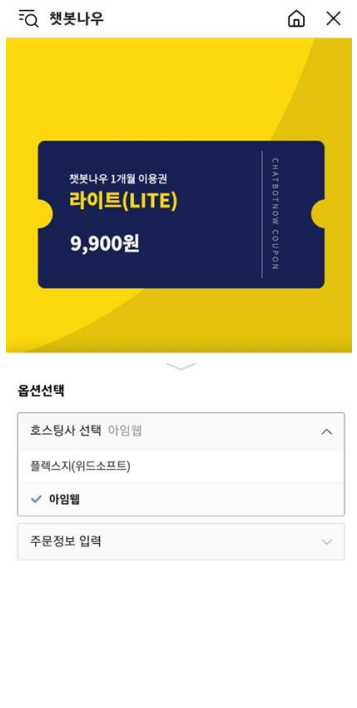 챗봇나우
챗봇나우 1개월 이용권
라이트(LITE)
9,900원
CHATBOTNOW COUPON
옵션선택
호스팅사 선택 아임웹
플렉스지(위드소프트)
아임웹
주문정보 입력